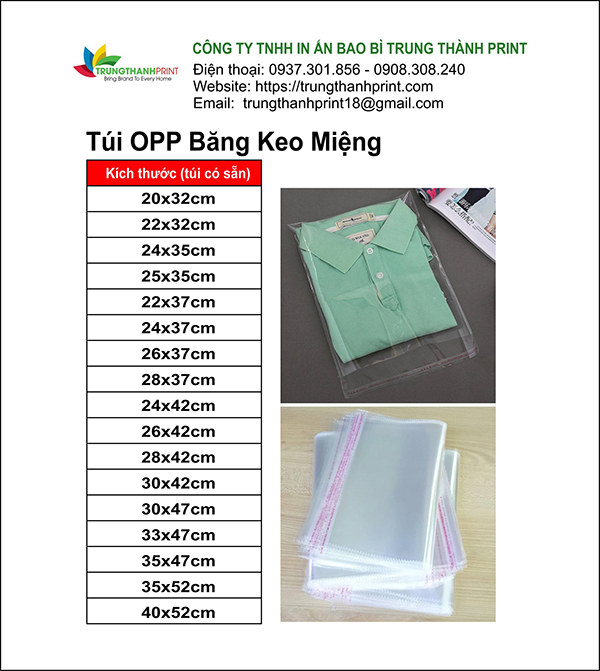 TRUNGTHANHPRINT
Bring Brand To Every Home
CÔNG TY TNHH IN ẤN BAO BÌ TRUNG THÀNH PRINT
Điện thoại: 0937.301.856 - 0908.308.240
Website: https://trungthanhprint.com
Email: trungthanhprint18@gmail.com
Túi OPP Băng Keo Miệng
Kích thước (túi có sẵn)
20x32cm
22x32cm
24x35cm
25x35cm
22x37cm
24x37cm
26x37cm
28x37cm
24x42cm
26x42cm
28x42cm
30x42cm
30x47cm
33x47cm
35x47cm
35x52cm
40x52cm